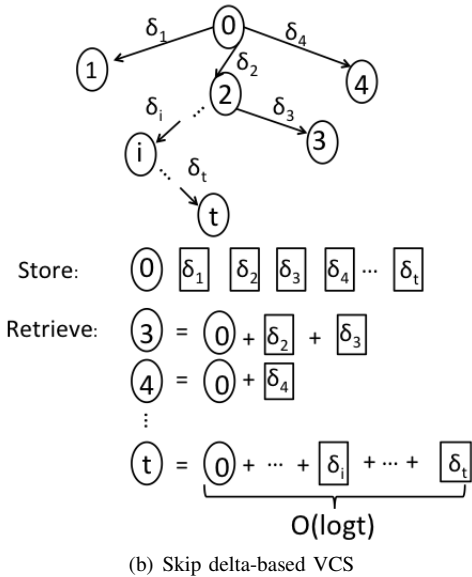 0
δ₁ δ₄
δ₂
1 2 4
δᵢ ... δ₃
i 3
... δₜ
t
Store: 0 δ₁ δ₂ δ₃ δ₄ ... δₜ
Retrieve: 3 = 0 + δ₂ + δ₃
4 = 0 + δ₄
⋮
t = 0 + ... + δᵢ + ... + δₜ
O(logt)
(b) Skip delta-based VCS